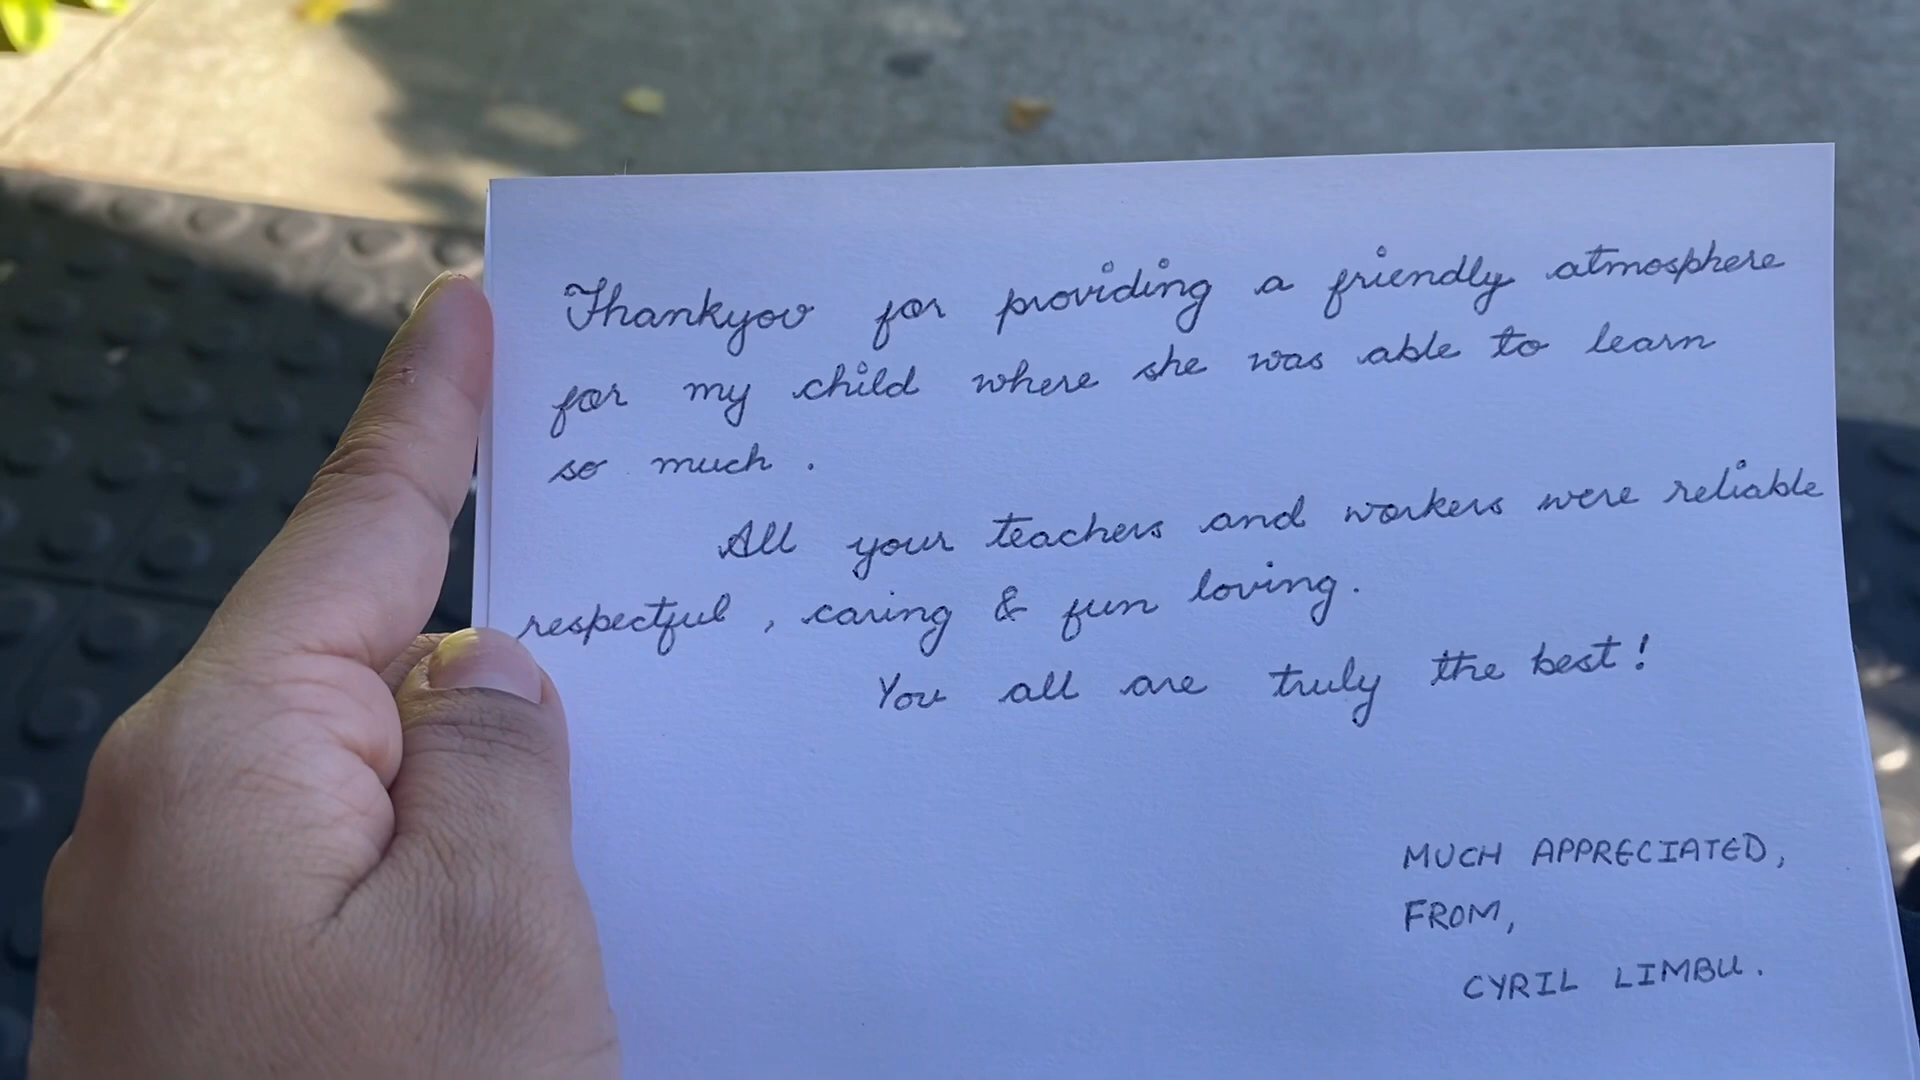 Thankyou for providing a friendly atmosphere
for my child where she was able to learn
so much .
All your teachers and workers were reliable
respectful , caring & fun loving.
You all are truly the best!
MUCH APPRECIATED,
FROM,
CYRIL LIMBU.